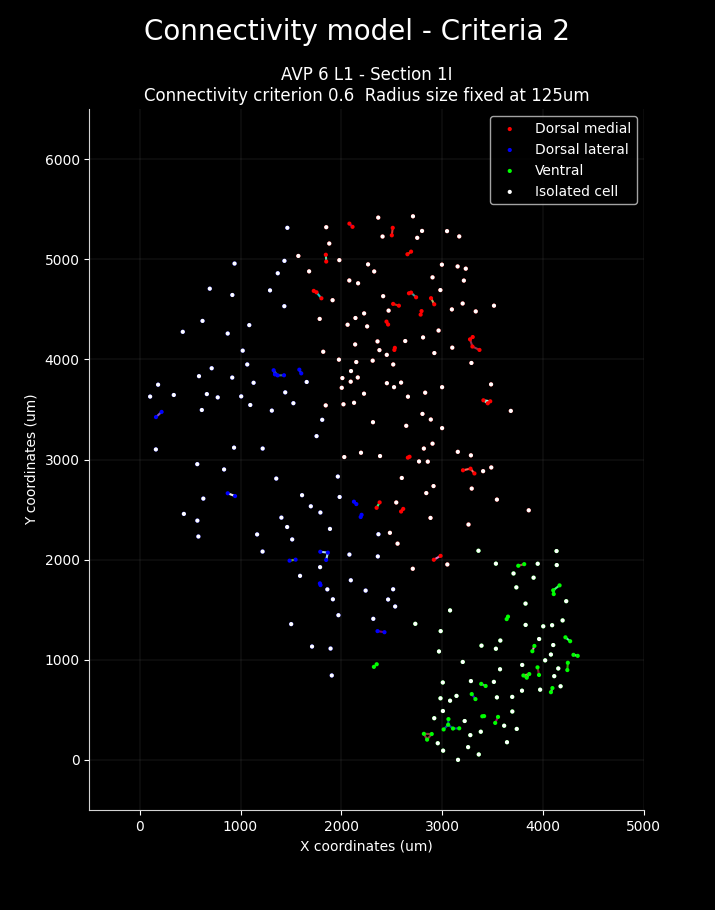 Connectivity model - Criteria 2
AVP 6 L1 - Section 1I
Connectivity criterion 0.6  Radius size fixed at 125um
Dorsal medial
Dorsal lateral
Ventral
Isolated cell
6000
5000
4000
3000
2000
1000
0
Y coordinates (um)
0
1000
2000
3000
4000
5000
X coordinates (um)